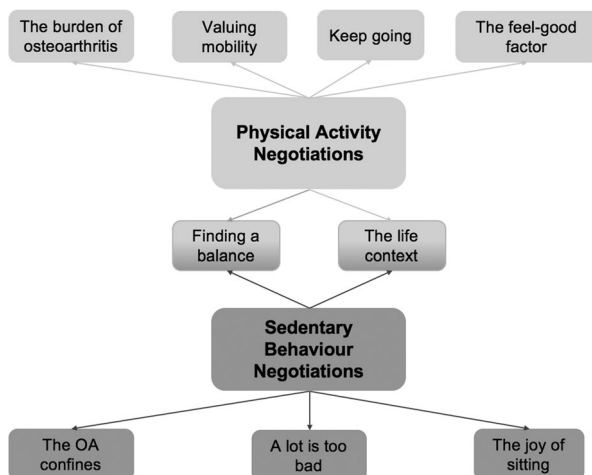 The burden of
osteoarthritis
Valuing
mobility
Keep going
The feel-good
factor
Physical Activity
Negotiations
Finding a
balance
The life
context
Sedentary
Behaviour
Negotiations
The OA
confines
A lot is too
bad
The joy of
sitting